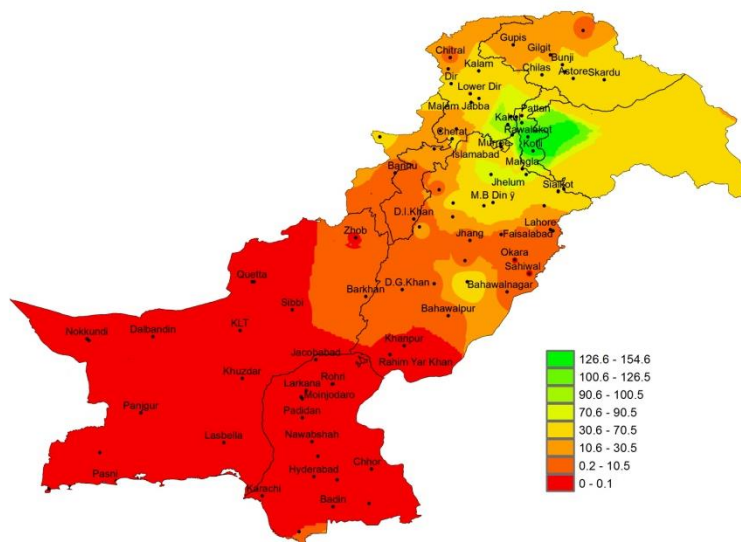 Gupis
Gilgit
Chitral
Bunji
Kalam
Chilas
Astore
Skardu
Dir
Lower Dir
Malam Jabba
Pattan
Kakul
Cherat
Rawalakot
Murree
Kotli
Islamabad
Mangla
Bannu
Jhelum
Sialkot
M.B Din ÿ
D.I.Khan
Zhob
Lahore
Jhang
Faisalabad
Okara
Sahiwal
Quetta
D.G.Khan
Barkhan
Bahawalnagar
Sibbi
Bahawalpur
Nokkundi
Dalbandin
KLT
Khanpur
Jacobabad
Rahim Yar Khan
Khuzdar
Rohri
Larkana
Moinjodaro
Panjgur
Padidan
Lasbella
Nawabshah
Pasni
Hyderabad
Chhor
Karachi
Badin
126.6 - 154.6
100.6 - 126.5
90.6 - 100.5
70.6 - 90.5
30.6 - 70.5
10.6 - 30.5
0.2 - 10.5
0 - 0.1